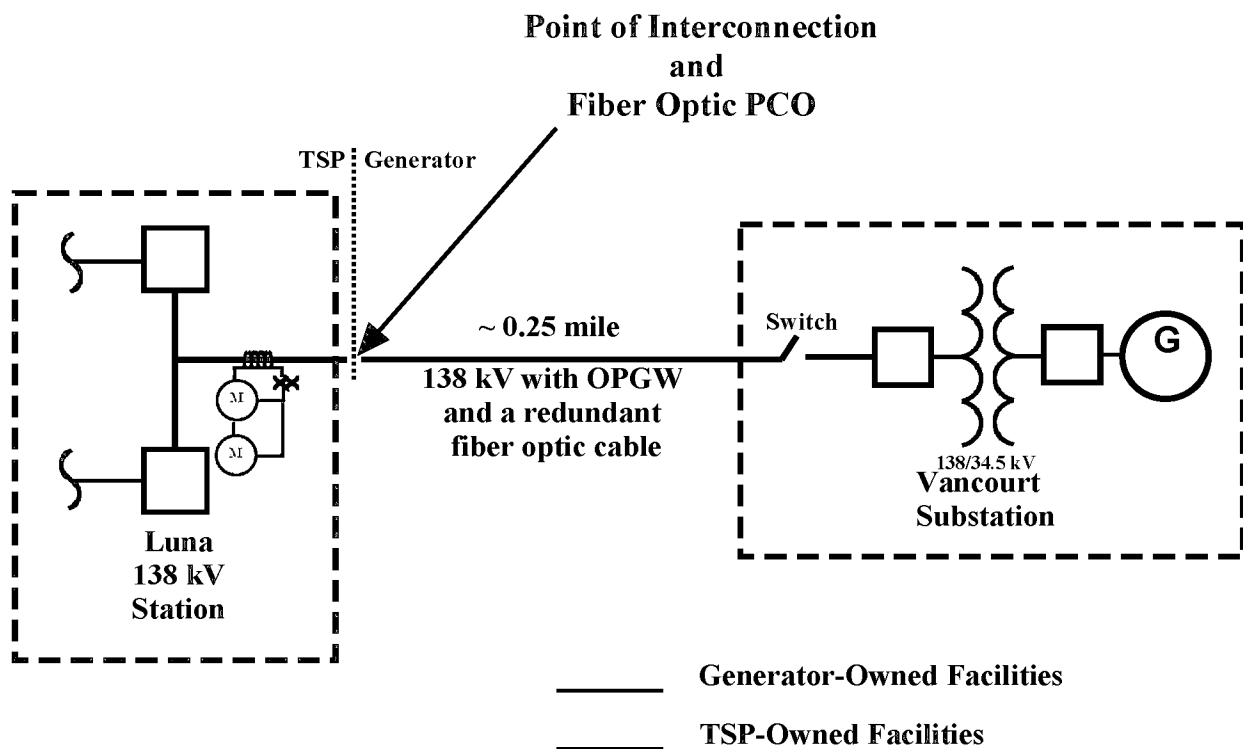 Point of Interconnection
and
Fiber Optic PCO
TSP
Generator
~ 0.25 mile
Switch
G
M
M
138 kV with OPGW
and a redundant
fiber optic cable
138/34.5 kV
Vancourt
Substation
Luna
138 kV
Station
Generator-Owned Facilities
TSP-Owned Facilities